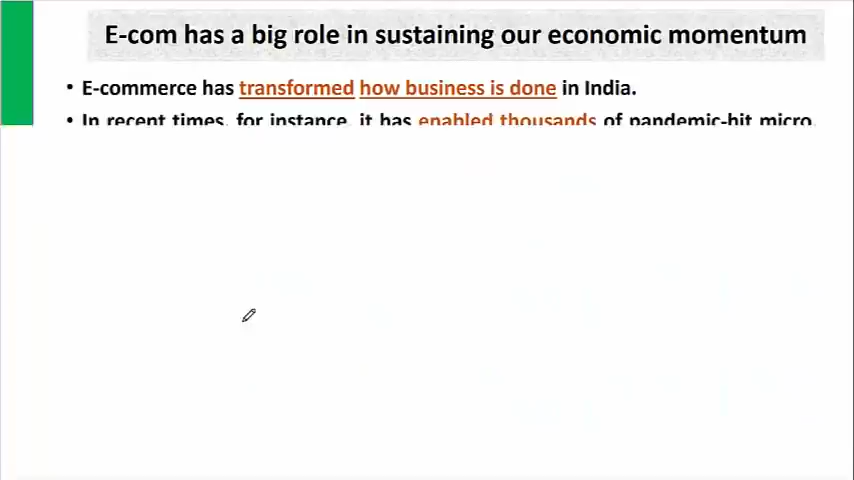 E-com has a big role in sustaining our economic momentum
• E-commerce has transformed how business is done in India.
• In recent times, for instance, it has enabled thousands of pandemic-hit micro,